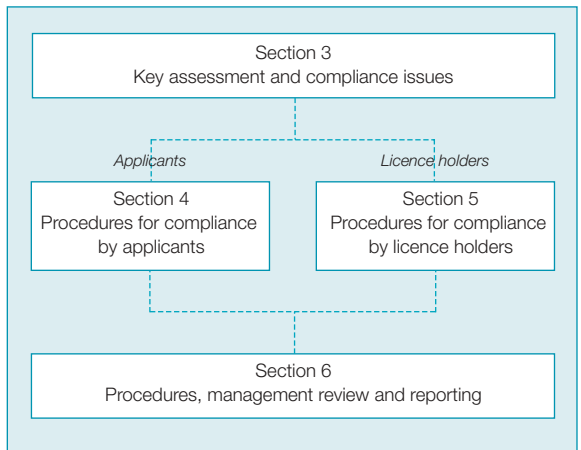 Section 3
Key assessment and compliance issues
Applicants
Licence holders
Section 4
Procedures for compliance
by applicants
Section 5
Procedures for compliance
by licence holders
Section 6
Procedures, management review and reporting